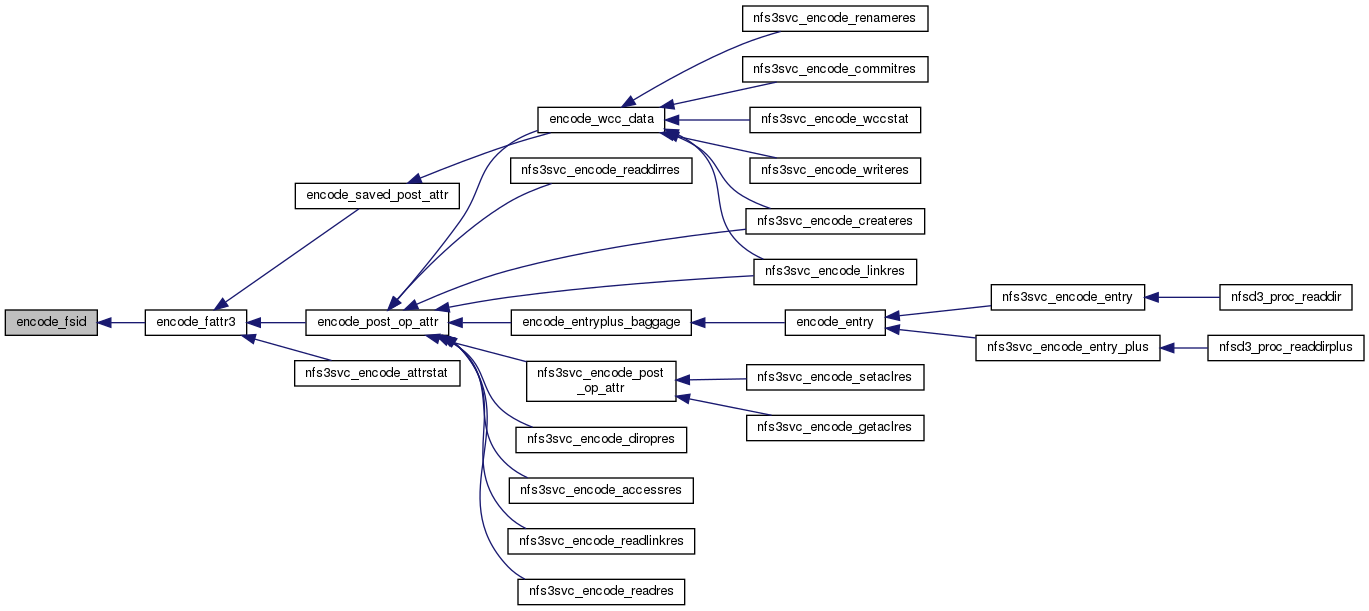 nfs3svc_encode_renameres
nfs3svc_encode_commitres
encode_wcc_data
nfs3svc_encode_wccstat
nfs3svc_encode_readdirres
nfs3svc_encode_writeres
encode_saved_post_attr
nfs3svc_encode_createres
nfs3svc_encode_linkres
nfs3svc_encode_entry
nfsd3_proc_readdir
encode_fsid
encode_fattr3
encode_post_op_attr
encode_entryplus_baggage
encode_entry
nfs3svc_encode_entry_plus
nfsd3_proc_readdirplus
nfs3svc_encode_attrstat
nfs3svc_encode_post
_op_attr
nfs3svc_encode_setaclres
nfs3svc_encode_getaclres
nfs3svc_encode_diropres
nfs3svc_encode_accessres
nfs3svc_encode_readlinkres
nfs3svc_encode_readres